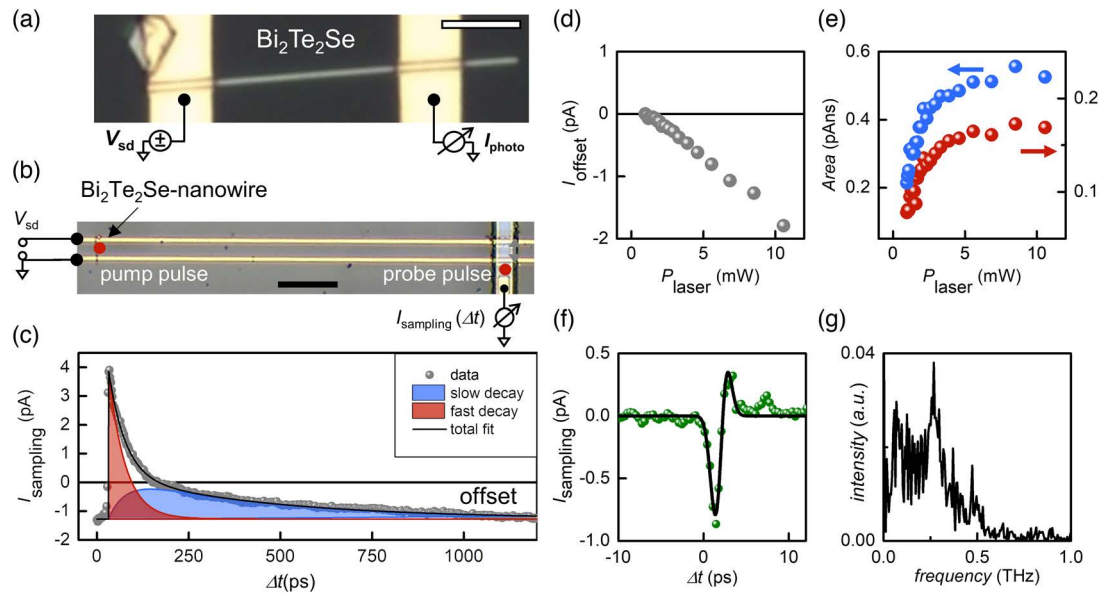 (a)
Bi₂Te₂Se
Vsd
±
Iphoto
(b)
Bi₂Te₂Se-nanowire
Vsd
pump pulse
probe pulse
Isampling (Δt)
(c)
4
3
2
1
0
-1
-2
Isampling (pA)
data
slow decay
fast decay
total fit
offset
0
250
500
750
1000
Δt(ps)
(d)
0
-1
-2
Ioffset (pA)
0
5
10
Plaser (mW)
(e)
0.6
0.4
0.2
Area (pAns)
0.2
0.1
0
5
10
Plaser (mW)
(f)
0.5
0.0
-0.5
-1.0
Isampling (pA)
-10
0
10
Δt (ps)
(g)
0.04
0.00
intensity (a.u.)
0.0
0.5
1.0
frequency (THz)